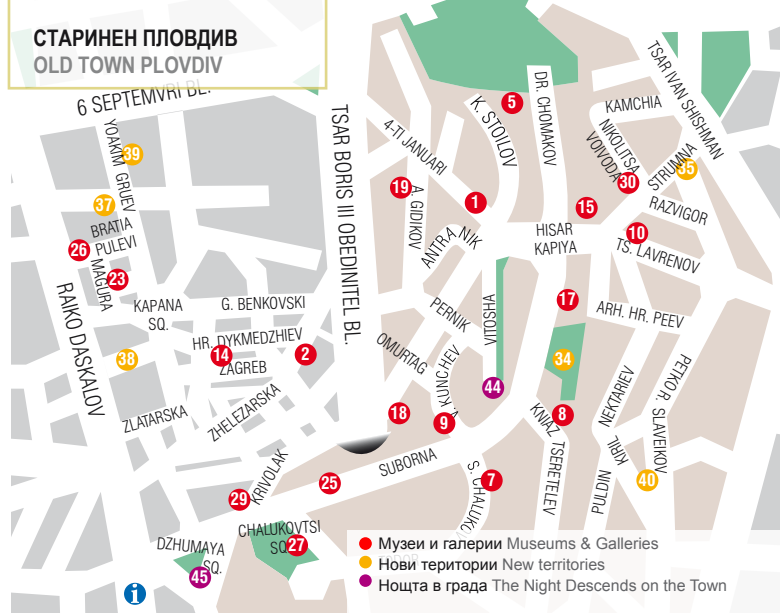 СТАРИНЕН ПЛОВДИВ
OLD TOWN PLOVDIV
6 SEPTEMVRI BL.
YOAKIM GRUEV
39
37
BRATIA
PULEVI
26
MAGURA
23
RAIKO DASKALOV
KAPANA
SQ.
G. BENKOVSKI
HR. DYKMEDZHIEV
14
2
ZAGREB
38
ZLATARSKA
ZHELEZARSKA
TSAR BORIS III OBEDINITEL BL.
4-TI JANUARI
K. STOILOV
5
DR. CHOMAKOV
KAMCHIA
TSAR IVAN SHISHMAN
NIKOLITSA
VOIVODA
STRUMNA
35
30
19
A. GIDIKOV
1
15
RAZVIGOR
10
TS. LAVRENOV
ANTRA NIK
HISAR
KAPIYA
17
ARH. HR. PEEV
PERNIK
VITOSHA
OMURTAG
V. KUNCHEV
34
44
18
9
8
NEKTARIEV
KIRIL
PETKO R. SLAVEIKOV
KNIAZ TSERETELEV
PULDIN
40
SUBORNA
S. CHALUKOV
7
KRIVOLAK
25
29
CHALUKOVTSI
SQ.
27
DZHUMAYA
SQ.
45
i
Музеи и галерии Museums & Galleries
Нови територии New territories
Нощта в града The Night Descends on the Town